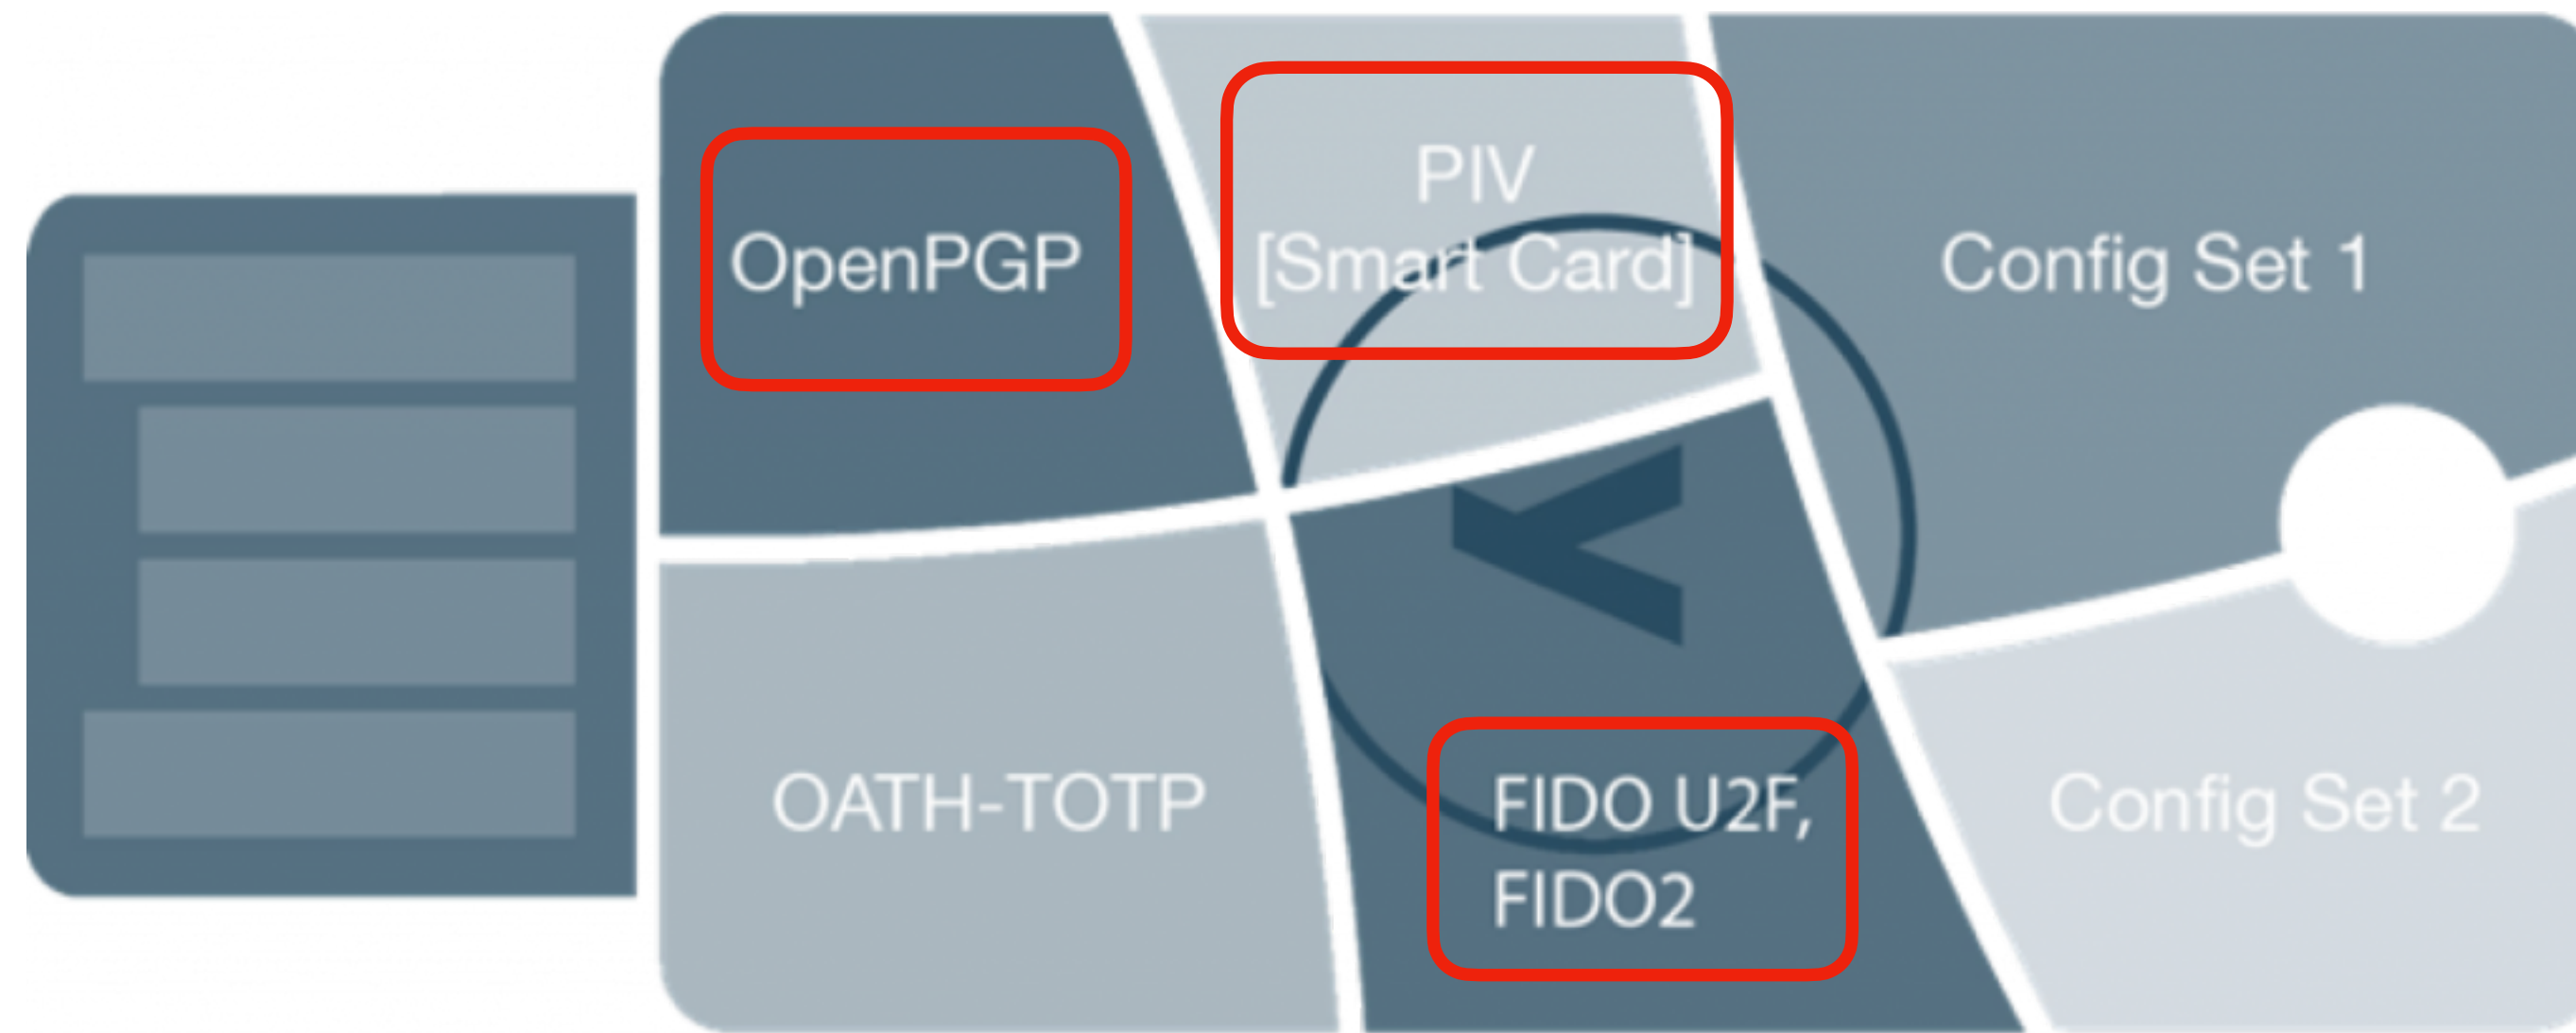 OpenPGP
PIV
[Smart Card]
Config Set 1
OATH-TOTP
FIDO U2F,
FIDO2
Config Set 2
y